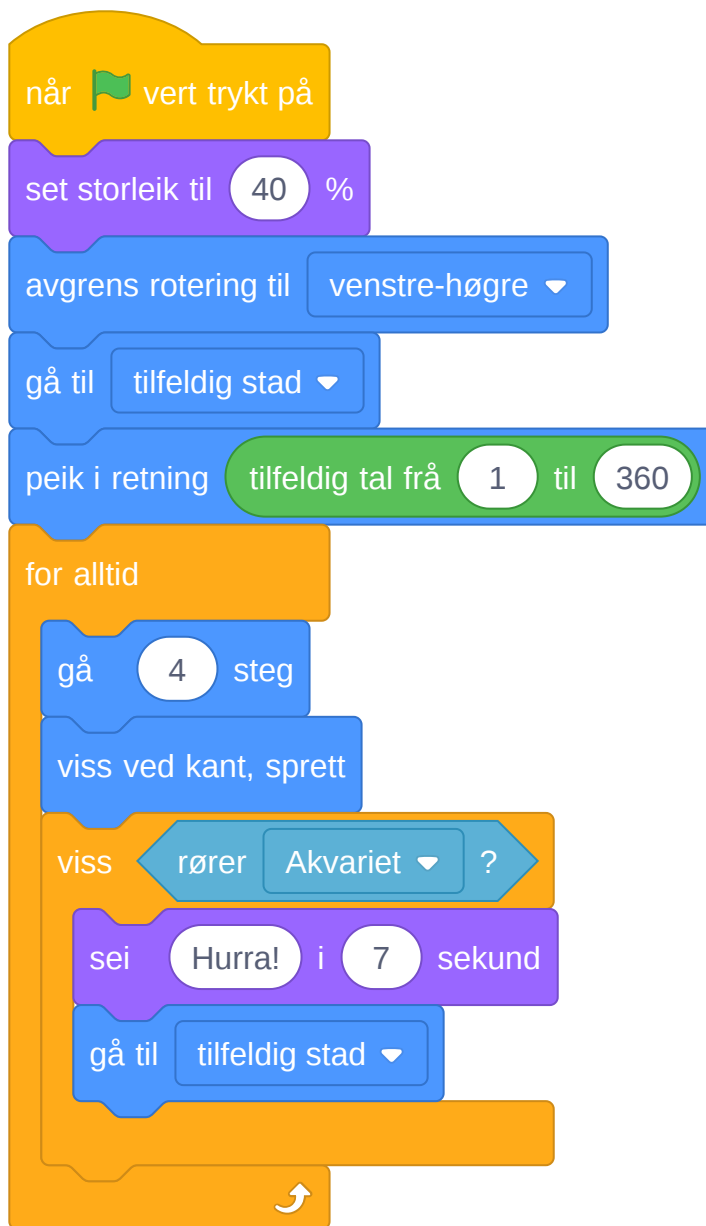 når vert trykt på
set storleik til 40 %
avgrens rotering til venstre-høgre
gå til tilfeldig stad
peik i retning tilfeldig tal frå 1 til 360
for alltid
gå 4 steg
viss ved kant, sprett
viss rører Akvariet ?
sei Hurra! i 7 sekund
gå til tilfeldig stad